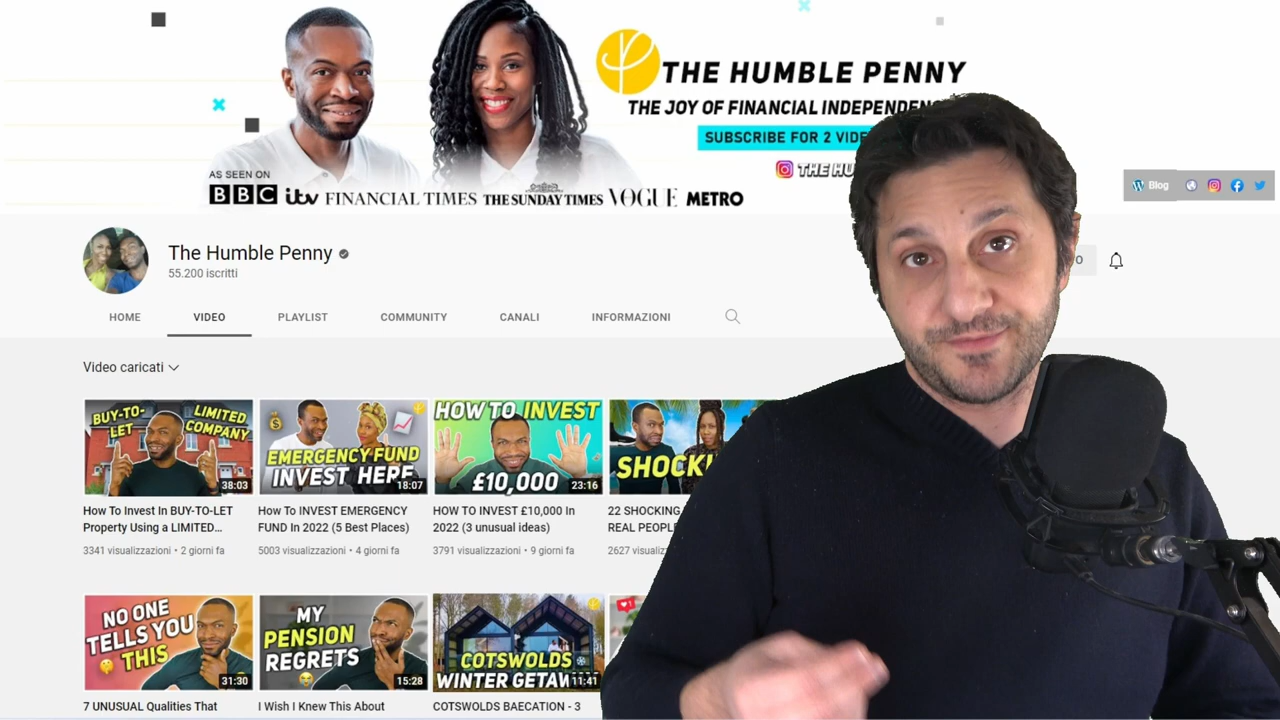 THE HUMBLE PENNY
THE JOY OF FINANCIAL
SUBSCRIBE FOR 2
AS SEEN ON
BBC itv FINANCIAL TIMES THE SUNDAY TIMES VOGUE METRO
THE
Blog
The Humble Penny
55.200 iscritti
HOME VIDEO PLAYLIST COMMUNITY CANALI INFORMAZIONI
Video caricati
BUY-TO-LET LIMITED COMPANY
38:03
EMERGENCY FUND
INVEST HERE
18:07
HOW TO INVEST
£10,000
23:16
How To Invest In BUY-TO-LET
Property Using a LIMITED...
3341 visualizzazioni • 2 giorni fa
How To INVEST EMERGENCY
FUND In 2022 (5 Best Places)
5003 visualizzazioni • 4 giorni fa
HOW TO INVEST £10,000 In
2022 (3 unusual ideas)
3791 visualizzazioni • 9 giorni fa
22 SHOCKING
REAL
2627
NO ONE
TELLS YOU
THIS
31:30
MY
PENSION
REGRETS
15:28
COTSWOLDS
WINTER
11:41
7 UNUSUAL Qualities That
I Wish I Knew This About
COTSWOLDS BAECATION - 3